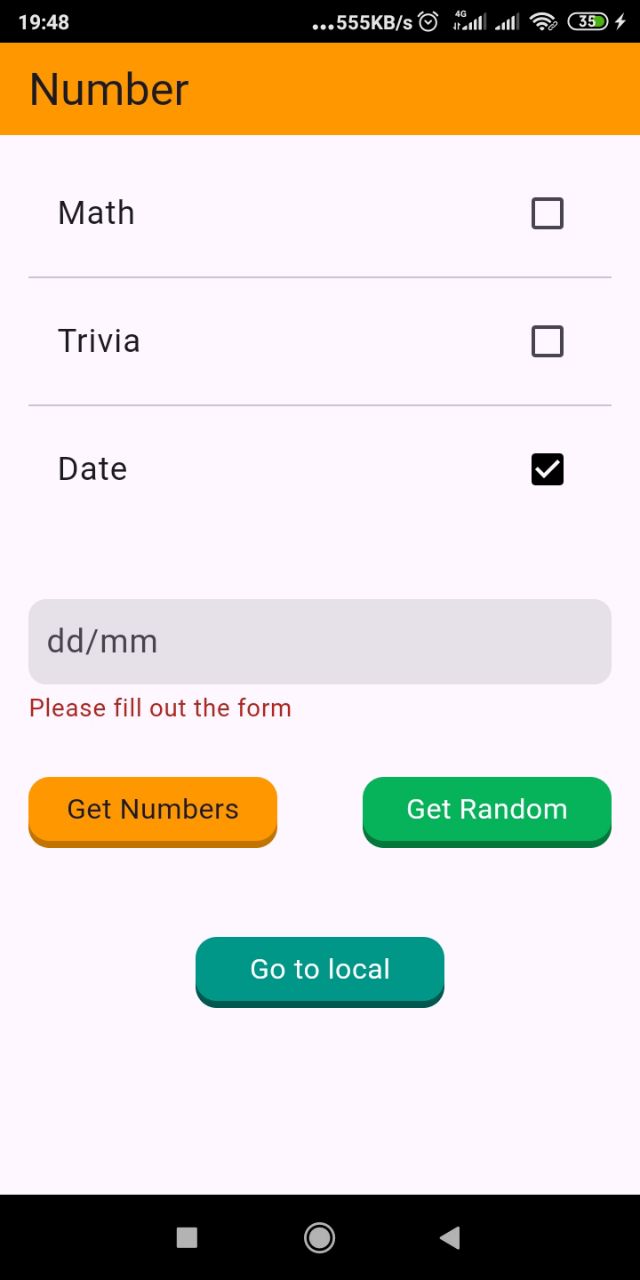 19:48 ...555KB/s 4G 35
Number
Math
Trivia
Date
dd/mm
Please fill out the form
Get Numbers Get Random
Go to local